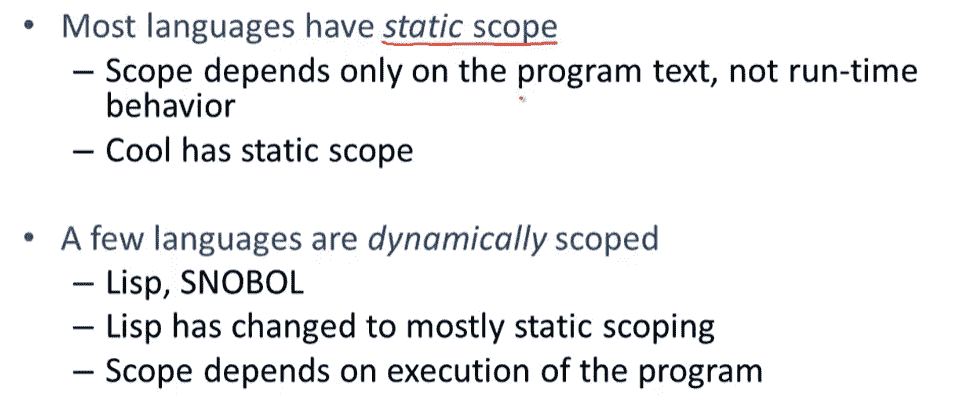 • Most languages have static scope
– Scope depends only on the program text, not run-time
behavior
– Cool has static scope
• A few languages are dynamically scoped
– Lisp, SNOBOL
– Lisp has changed to mostly static scoping
– Scope depends on execution of the program